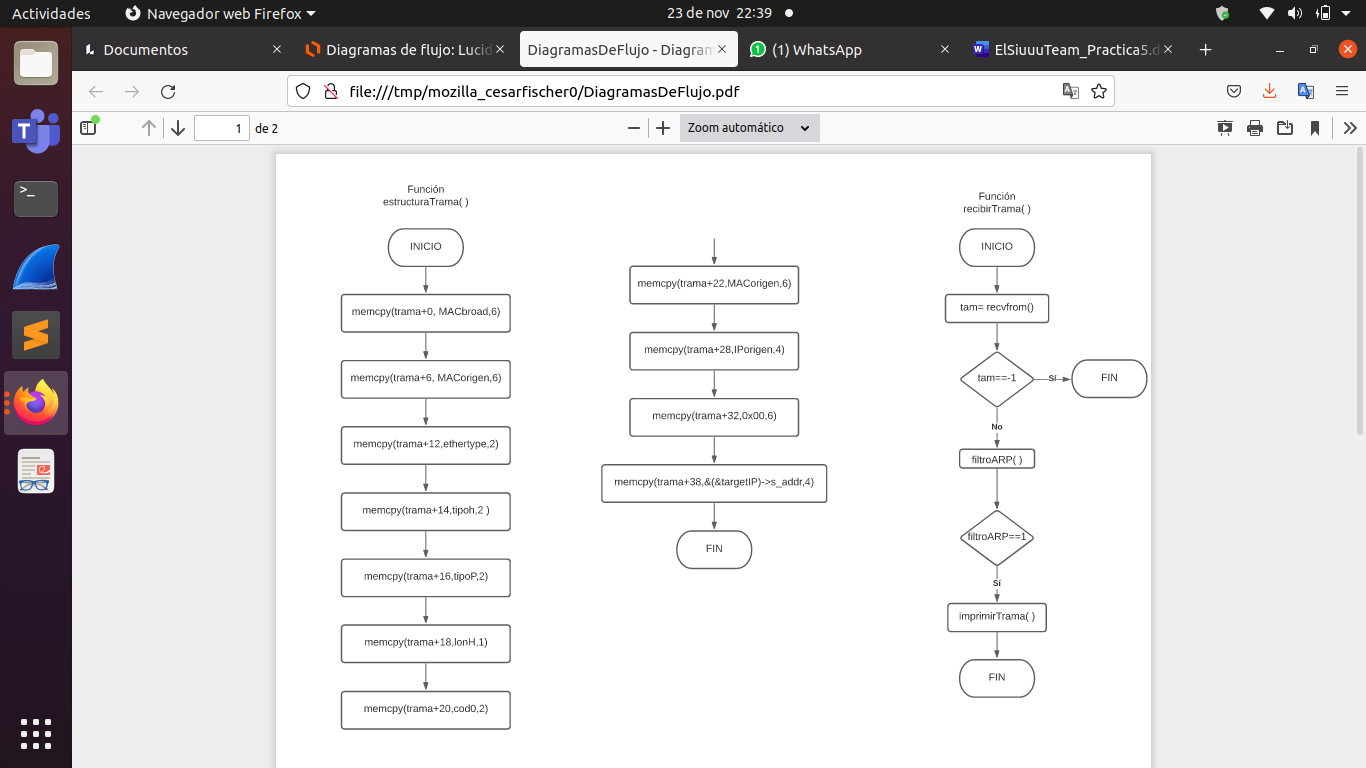 Actividades
Navegador web Firefox
23 de nov 22:39
Documentos
Diagramas de flujo: Lucid
DiagramasDeFlujo - Diagram
(1) WhatsApp
ElSiuuuTeam_Practica5.d
file:///tmp/mozilla_cesarfischer0/DiagramasDeFlujo.pdf
1 de 2
Zoom automático
Función
estructuraTrama( )
INICIO
memcpy(trama+0, MACbroad,6)
memcpy(trama+6, MACorigen,6)
memcpy(trama+12,ethertype,2)
memcpy(trama+14,tipoh,2 )
memcpy(trama+16,tipoP,2)
memcpy(trama+18,lonH,1)
memcpy(trama+20,cod0,2)
memcpy(trama+22,MACorigen,6)
memcpy(trama+28,IPorigen,4)
memcpy(trama+32,0x00,6)
memcpy(trama+38,&(&targetIP)->s_addr,4)
FIN
Función
recibirTrama( )
INICIO
tam= recvfrom()
tam==-1
Sí
FIN
No
filtroARP( )
filtroARP==1
Sí
imprimirTrama( )
FIN